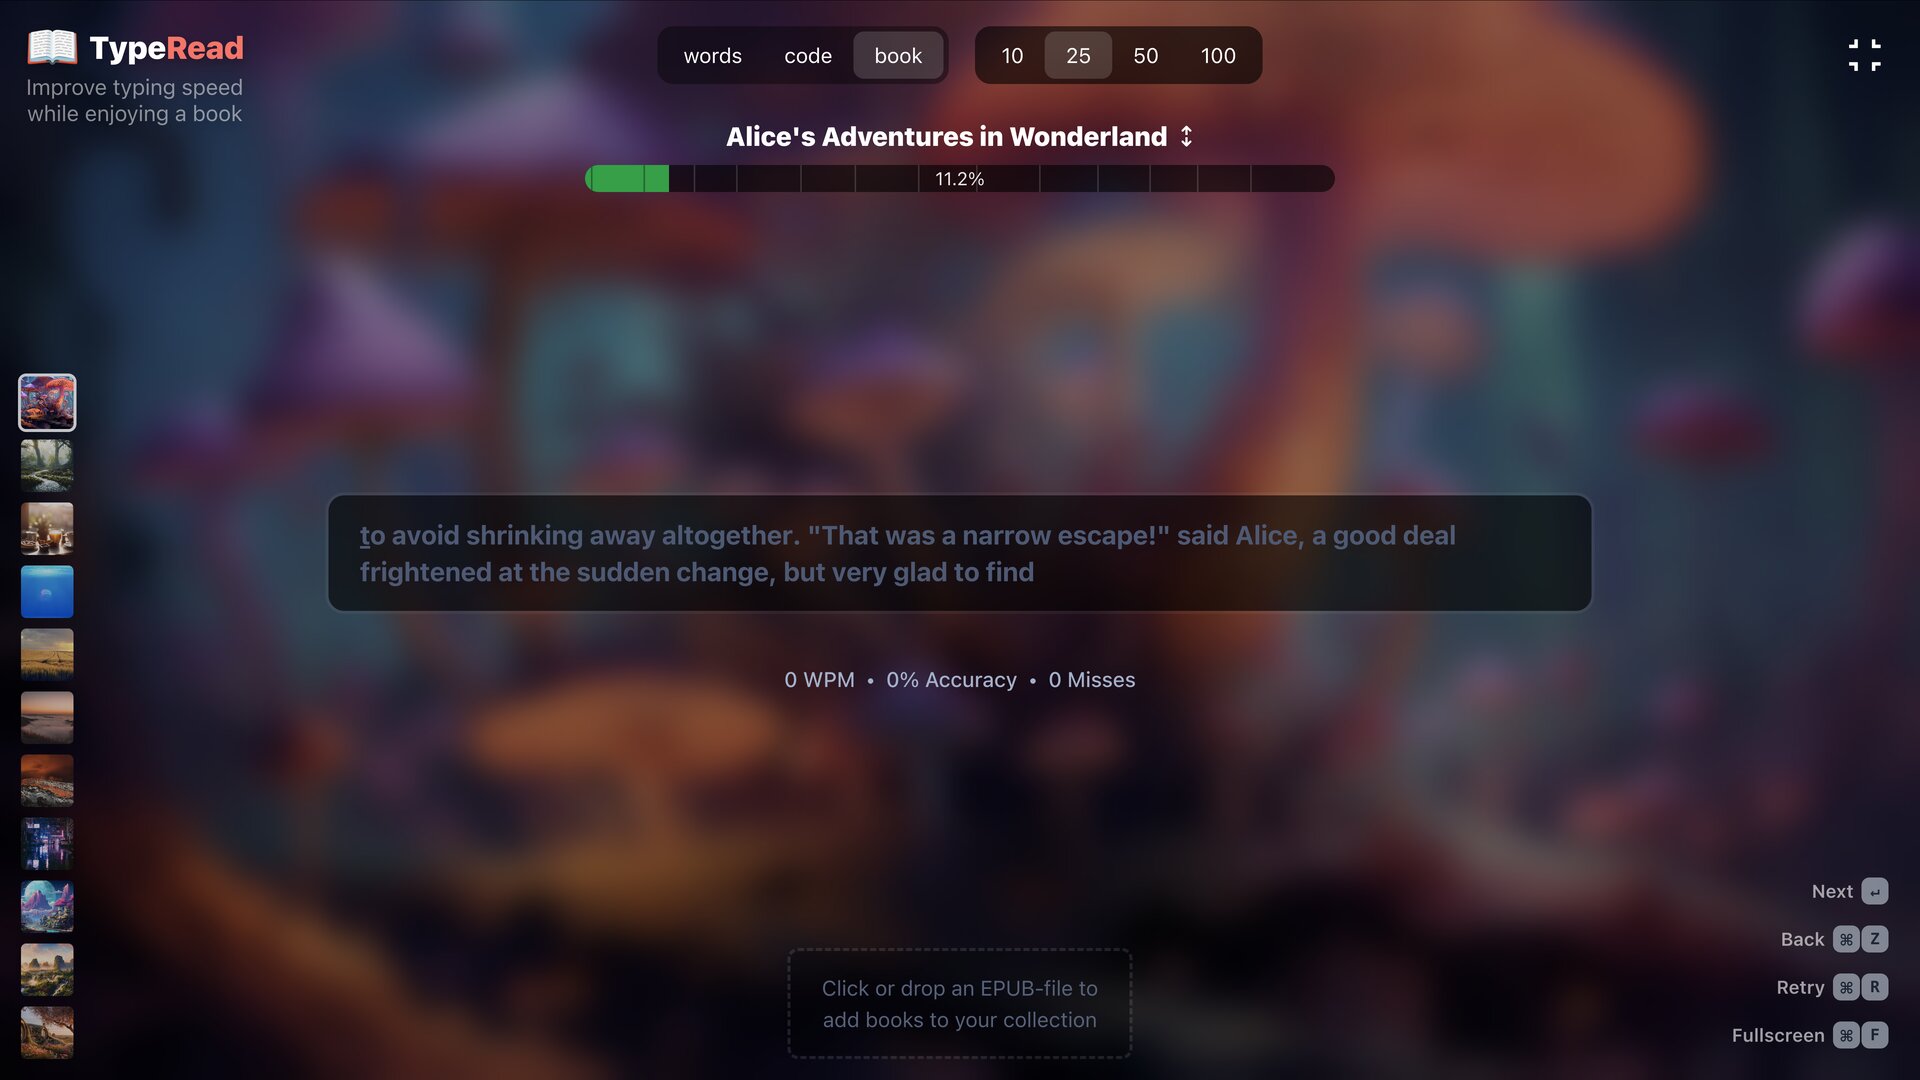 TypeRead
Improve typing speed
while enjoying a book
words code book
10 25 50 100
Alice's Adventures in Wonderland
11.2%
to avoid shrinking away altogether. "That was a narrow escape!" said Alice, a good deal
frightened at the sudden change, but very glad to find
0 WPM • 0% Accuracy • 0 Misses
Click or drop an EPUB-file to
add books to your collection
Next ↵
Back ⌘ Z
Retry ⌘ R
Fullscreen ⌘ F